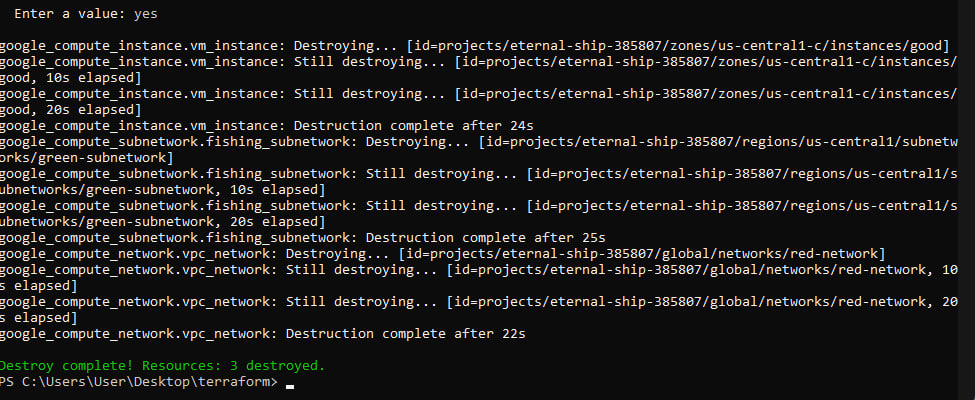 Enter a value: yes
google_compute_instance.vm_instance: Destroying... [id=projects/eternal-ship-385807/zones/us-central1-c/instances/good]
google_compute_instance.vm_instance: Still destroying... [id=projects/eternal-ship-385807/zones/us-central1-c/instances/
good, 10s elapsed]
google_compute_instance.vm_instance: Still destroying... [id=projects/eternal-ship-385807/zones/us-central1-c/instances/
good, 20s elapsed]
google_compute_instance.vm_instance: Destruction complete after 24s
google_compute_subnetwork.fishing_subnetwork: Destroying... [id=projects/eternal-ship-385807/regions/us-central1/subnetw
orks/green-subnetwork]
google_compute_subnetwork.fishing_subnetwork: Still destroying... [id=projects/eternal-ship-385807/regions/us-central1/s
ubnetworks/green-subnetwork, 10s elapsed]
google_compute_subnetwork.fishing_subnetwork: Still destroying... [id=projects/eternal-ship-385807/regions/us-central1/s
ubnetworks/green-subnetwork, 20s elapsed]
google_compute_subnetwork.fishing_subnetwork: Destruction complete after 25s
google_compute_network.vpc_network: Destroying... [id=projects/eternal-ship-385807/global/networks/red-network]
google_compute_network.vpc_network: Still destroying... [id=projects/eternal-ship-385807/global/networks/red-network, 10
s elapsed]
google_compute_network.vpc_network: Still destroying... [id=projects/eternal-ship-385807/global/networks/red-network, 20
s elapsed]
google_compute_network.vpc_network: Destruction complete after 22s
Destroy complete! Resources: 3 destroyed.
PS C:\Users\User\Desktop\terraform>